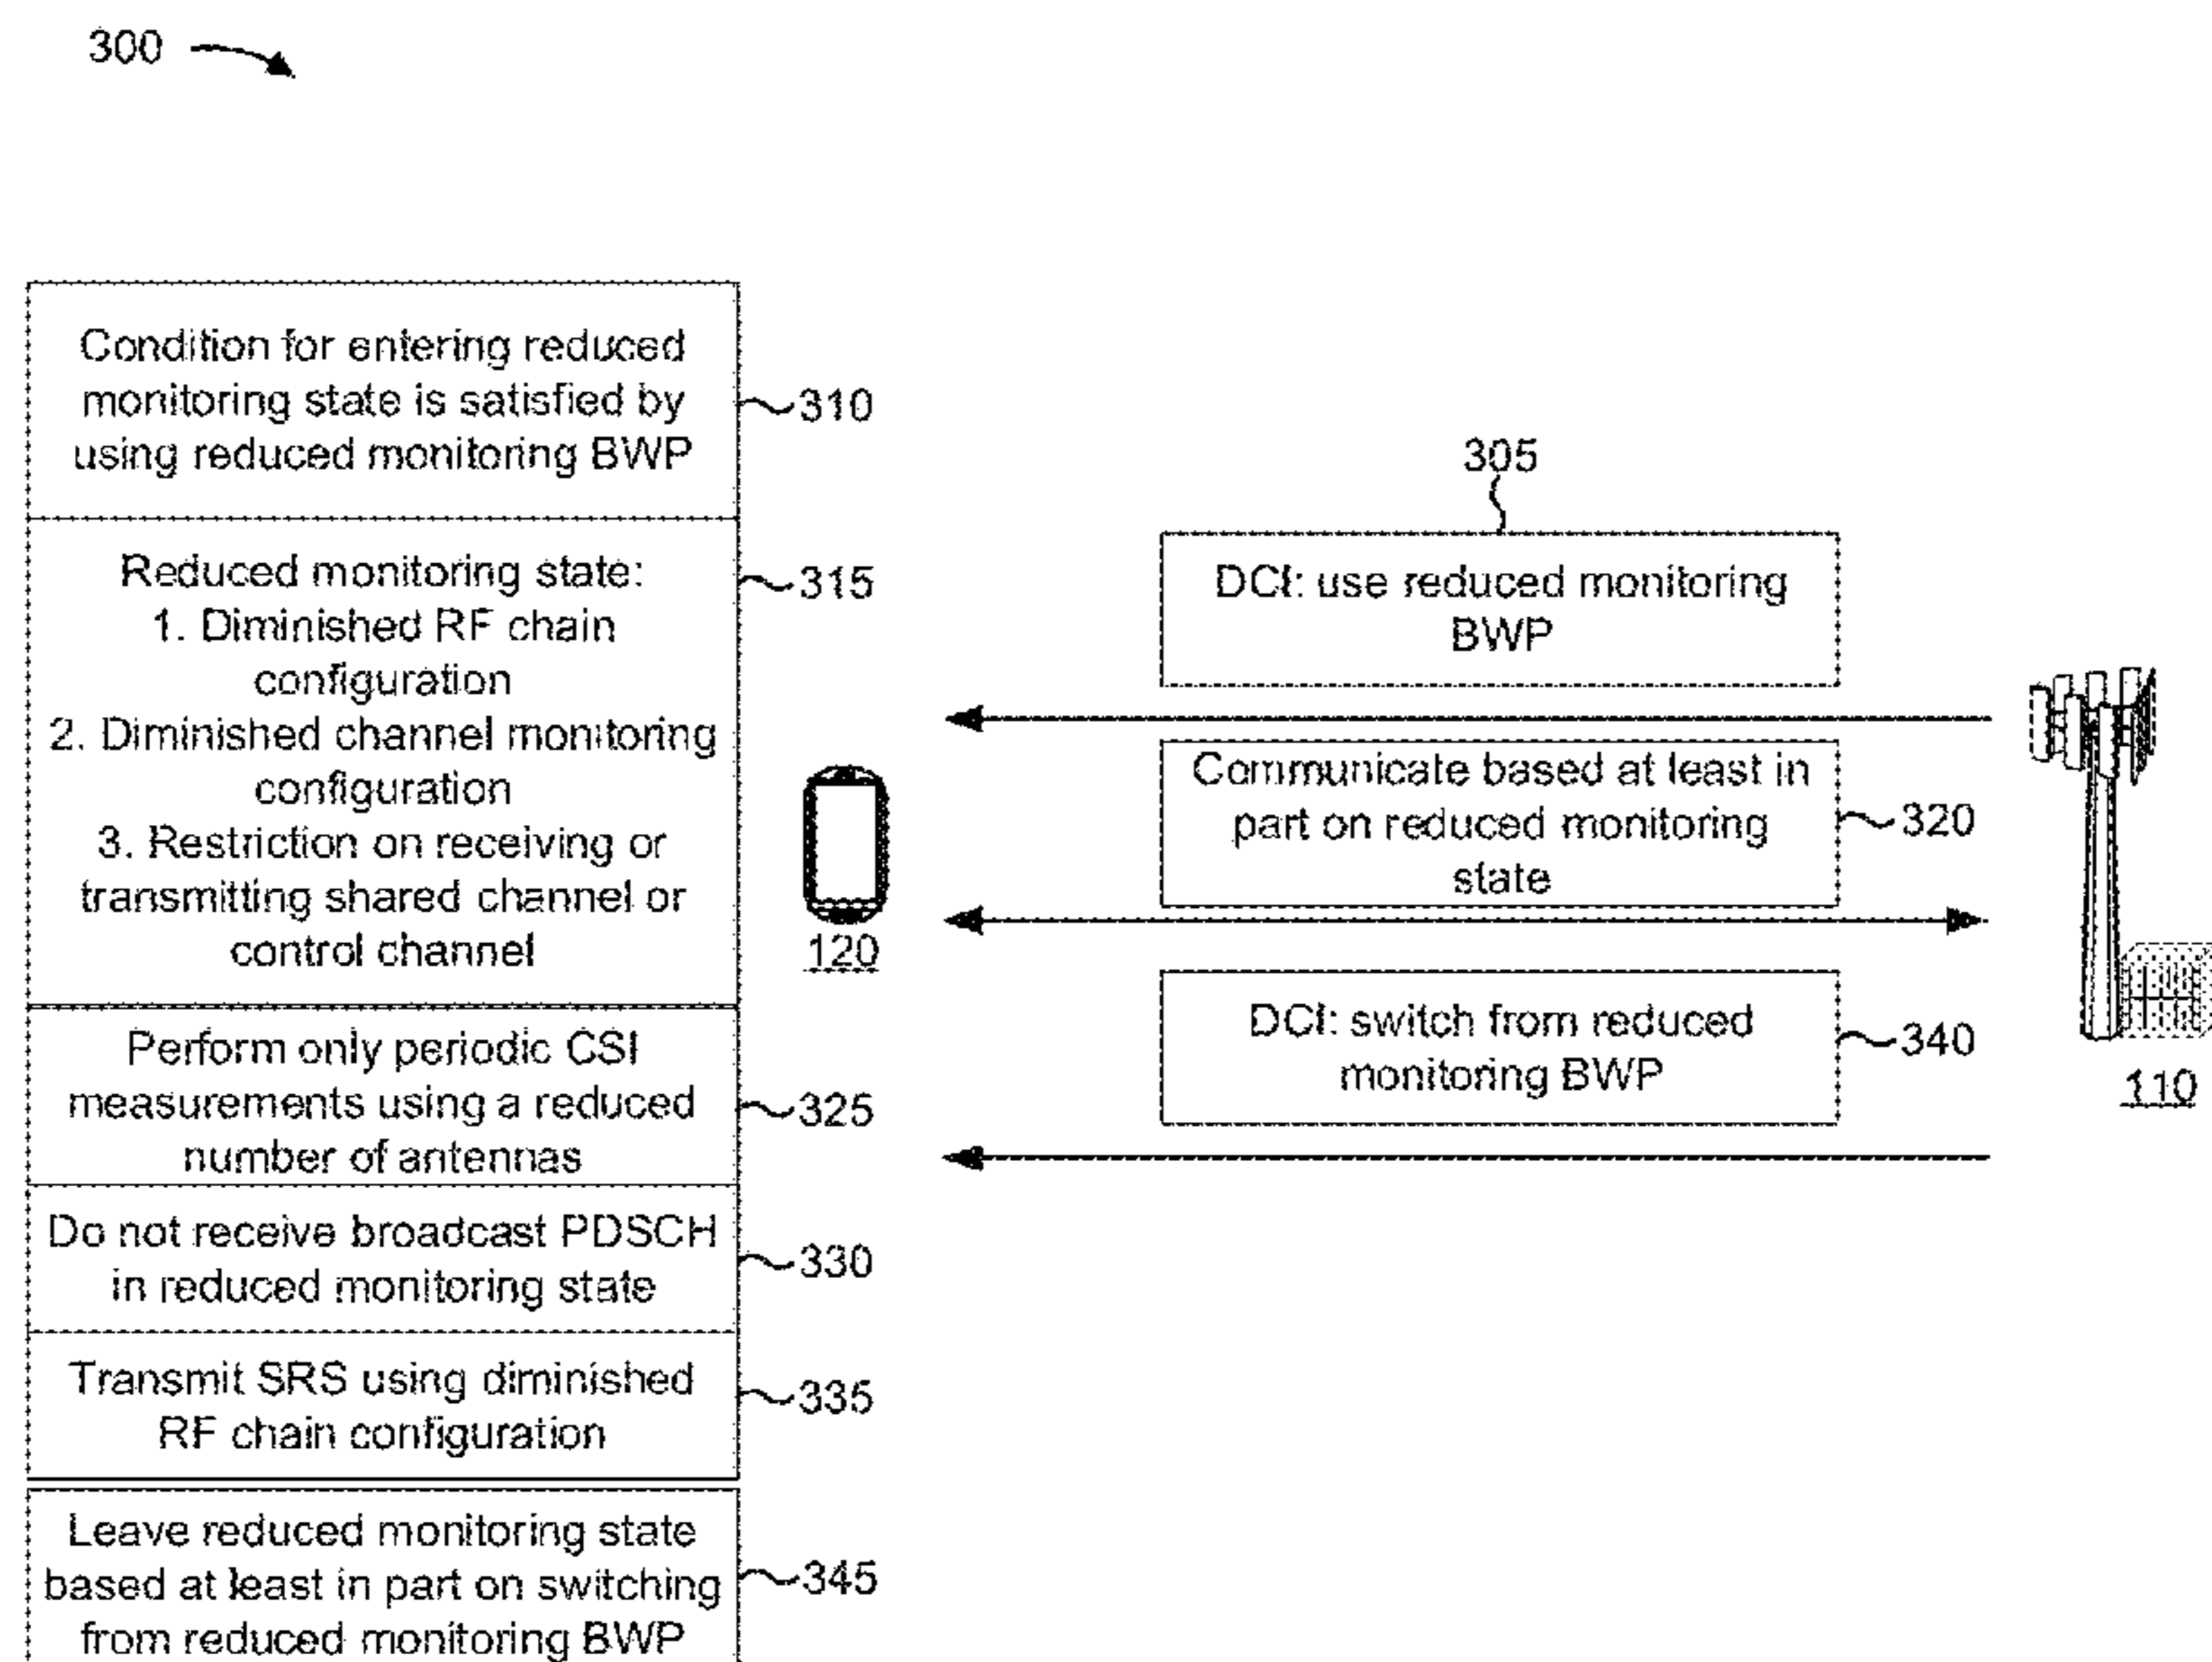 300
Condition for entering reduced
monitoring state is satisfied by
using reduced monitoring BWP
310
Reduced monitoring state:
1. Diminished RF chain
configuration
2. Diminished channel monitoring
configuration
3. Restriction on receiving or
transmitting shared channel or
control channel
315
Perform only periodic CSI
measurements using a reduced
number of antennas
325
Do not receive broadcast PDSCH
in reduced monitoring state
330
Transmit SRS using diminished
RF chain configuration
335
Leave reduced monitoring state
based at least in part on switching
from reduced monitoring BWP
345
120
305
DCI: use reduced monitoring
BWP
Communicate based at least in
part on reduced monitoring
state
320
DCI: switch from reduced
monitoring BWP
340
110